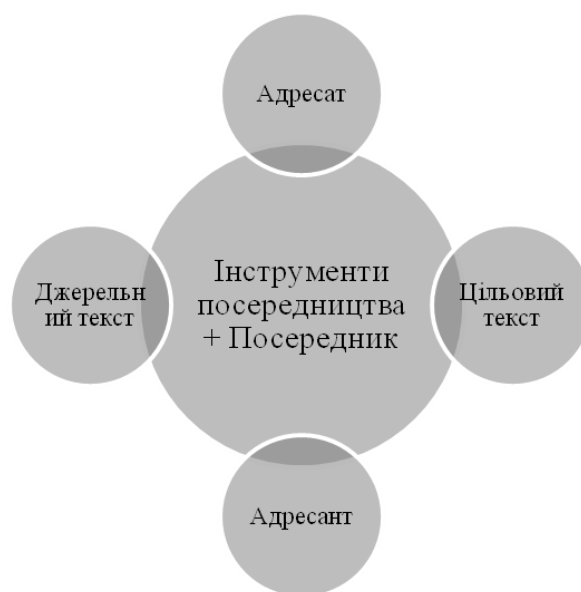 Адресат
Джерельн
ий текст
Інструменти
посередництва
+ Посередник
Цільовий
текст
Адресант